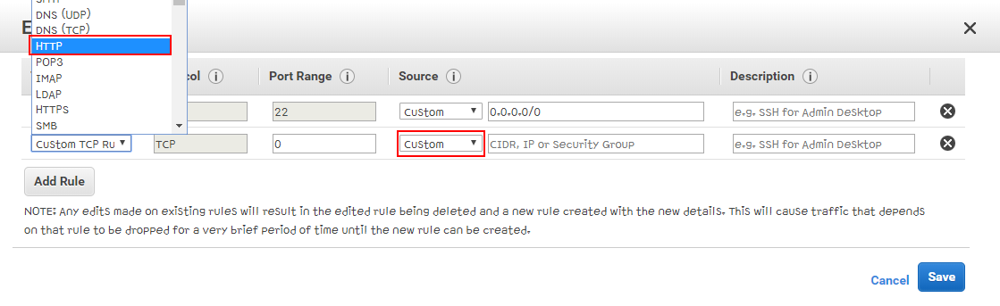 DNS (UDP)
DNS (TCP)
HTTP
POP3
IMAP
LDAP
HTTPS
SMB
Port Range
Source
Description
22
Custom
0.0.0.0/0
e.g. SSH for Admin Desktop
Custom TCP Ru
TCP
0
Custom
CIDR, IP or Security Group
e.g. SSH for Admin Desktop
Add Rule
NOTE: Any edits made on existing rules will result in the edited rule being deleted and a new rule created with the new details. This will cause traffic that depends
on that rule to be dropped for a very brief period of time until the new rule can be created.
Cancel
Save